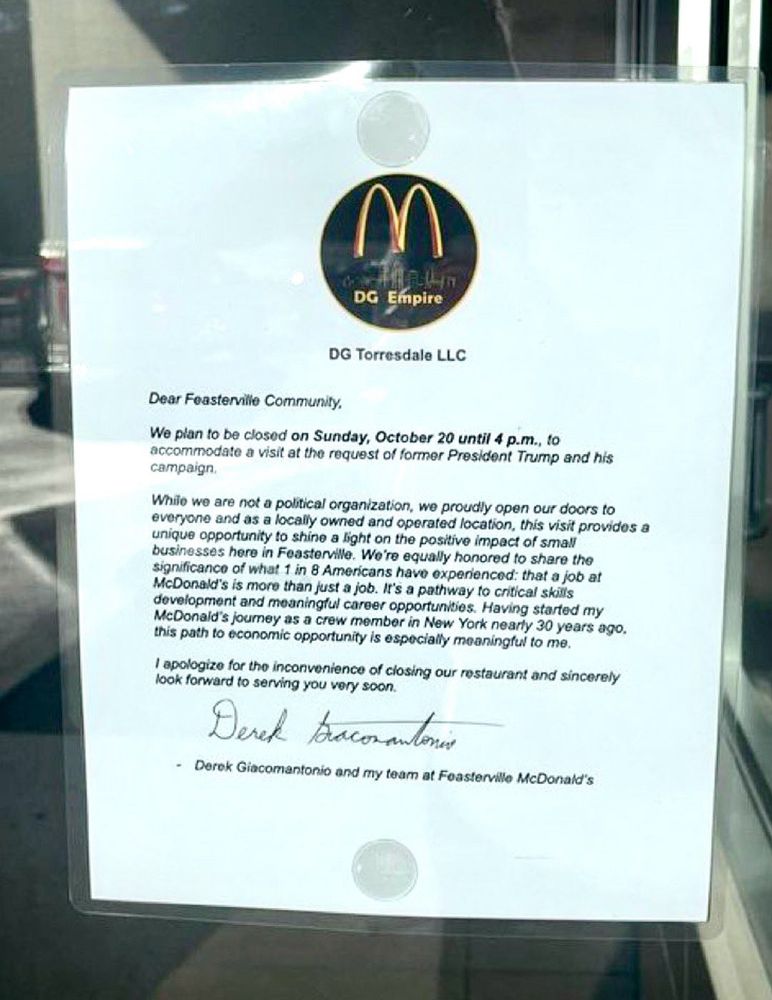 DG Empire
DG Torresdale LLC
Dear Feasterville Community,
We plan to be closed on Sunday, October 20 until 4 p.m., to
accommodate a visit at the request of former President Trump and his
campaign.
While we are not a political organization, we proudly open our doors to
everyone and as a locally owned and operated location, this visit provides a
unique opportunity to shine a light on the positive impact of small
businesses here in Feasterville. We're equally honored to share the
significance of what 1 in 8 Americans have experienced: that a job at
McDonald's is more than just a job. It's a pathway to critical skills
development and meaningful career opportunities. Having started my
McDonald's journey as a crew member in New York nearly 30 years ago,
this path to economic opportunity is especially meaningful to me.
I apologize for the inconvenience of closing our restaurant and sincerely
look forward to serving you very soon.
Derek Giacomantonio
- Derek Giacomantonio and my team at Feasterville McDonald's